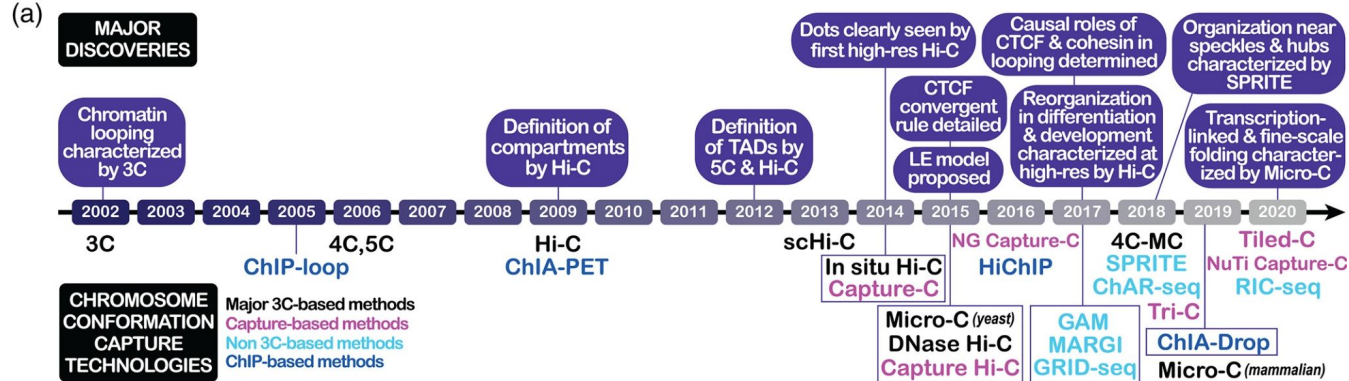 (a)
MAJOR
DISCOVERIES
Chromatin
looping
characterized
by 3C
Definition of
compartments
by Hi-C
Definition
of TADs by
5C & Hi-C
Dots clearly seen by
first high-res Hi-C
CTCF
convergent
rule detailed
LE model
proposed
Causal roles of
CTCF & cohesin in
looping determined
Reorganization
in differentiation
& development
characterized at
high-res by Hi-C
Organization near
speckles & hubs
characterized by
SPRITE
Transcription-
linked & fine-scale
folding character-
ized by Micro-C
2002 2003 2004 2005 2006 2007 2008 2009 2010 2011 2012 2013 2014 2015 2016 2017 2018 2019 2020
3C
ChIP-loop
4C,5C
Hi-C
ChIA-PET
scHi-C
In situ Hi-C
Capture-C
Micro-C (yeast)
DNase Hi-C
Capture Hi-C
NG Capture-C
HiChIP
GAM
MARGI
GRID-seq
4C-MC
SPRITE
ChAR-seq
Tri-C
ChIA-Drop
Micro-C (mammalian)
Tiled-C
NuTi Capture-C
RIC-seq
CHROMOSOME
CONFORMATION
CAPTURE
TECHNOLOGIES
Major 3C-based methods
Capture-based methods
Non 3C-based methods
ChIP-based methods